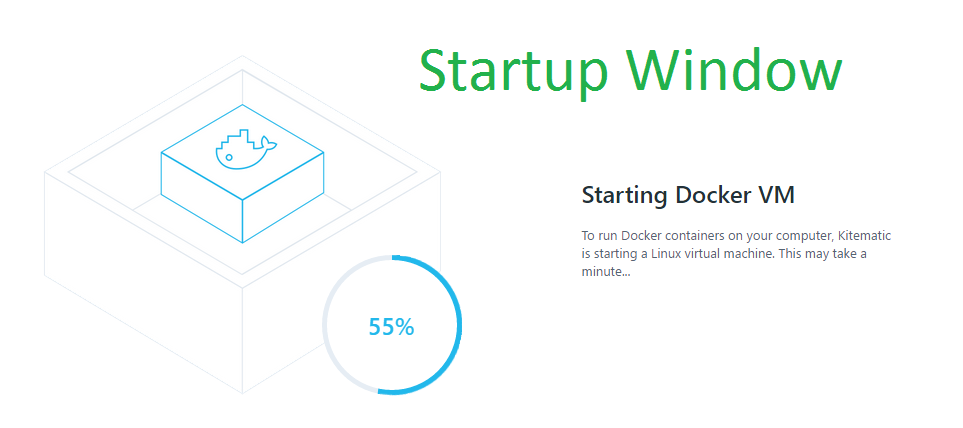 Startup Window
Starting Docker VM
To run Docker containers on your computer, Kitematic
is starting a Linux virtual machine. This may take a
minute...
55%